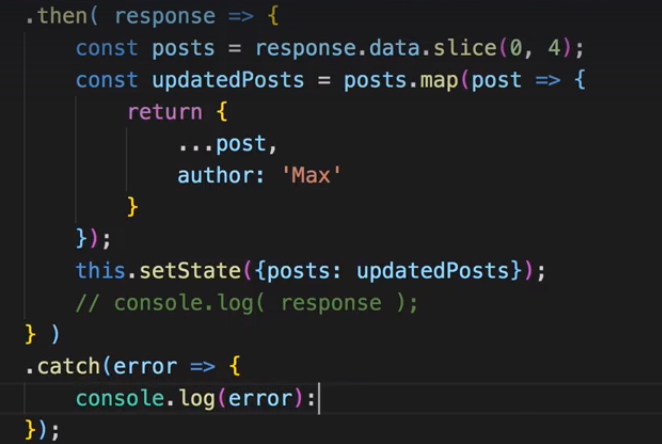 .then( response => {
const posts = response.data.slice(0, 4);
const updatedPosts = posts.map(post => {
return {
...post,
author: 'Max'
}
});
this.setState({posts: updatedPosts});
// console.log( response );
} )
.catch(error => {
console.log(error):
});